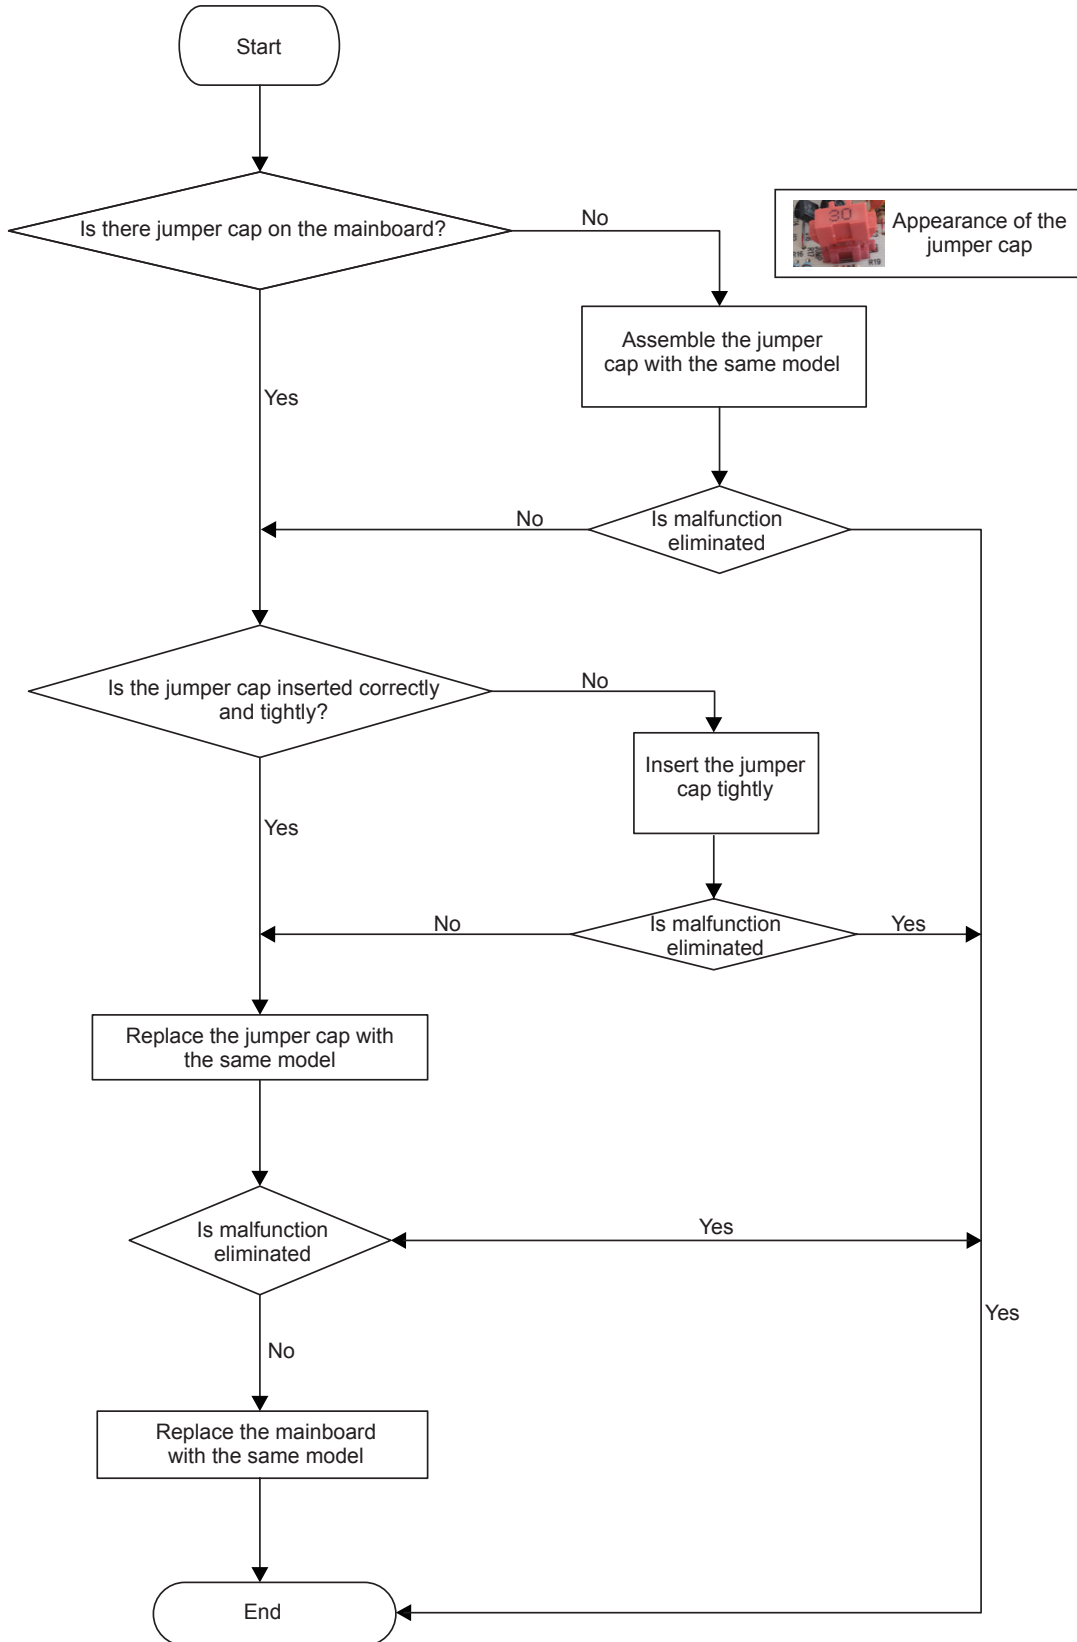 Start
Is there jumper cap on the mainboard?
No
30
R16
R19
Appearance of the
jumper cap
Assemble the jumper
cap with the same model
Yes
No
Is malfunction
eliminated
Is the jumper cap inserted correctly
and tightly?
No
Insert the jumper
cap tightly
Yes
No
Is malfunction
eliminated
Yes
Replace the jumper cap with
the same model
Is malfunction
eliminated
Yes
Yes
No
Replace the mainboard
with the same model
End